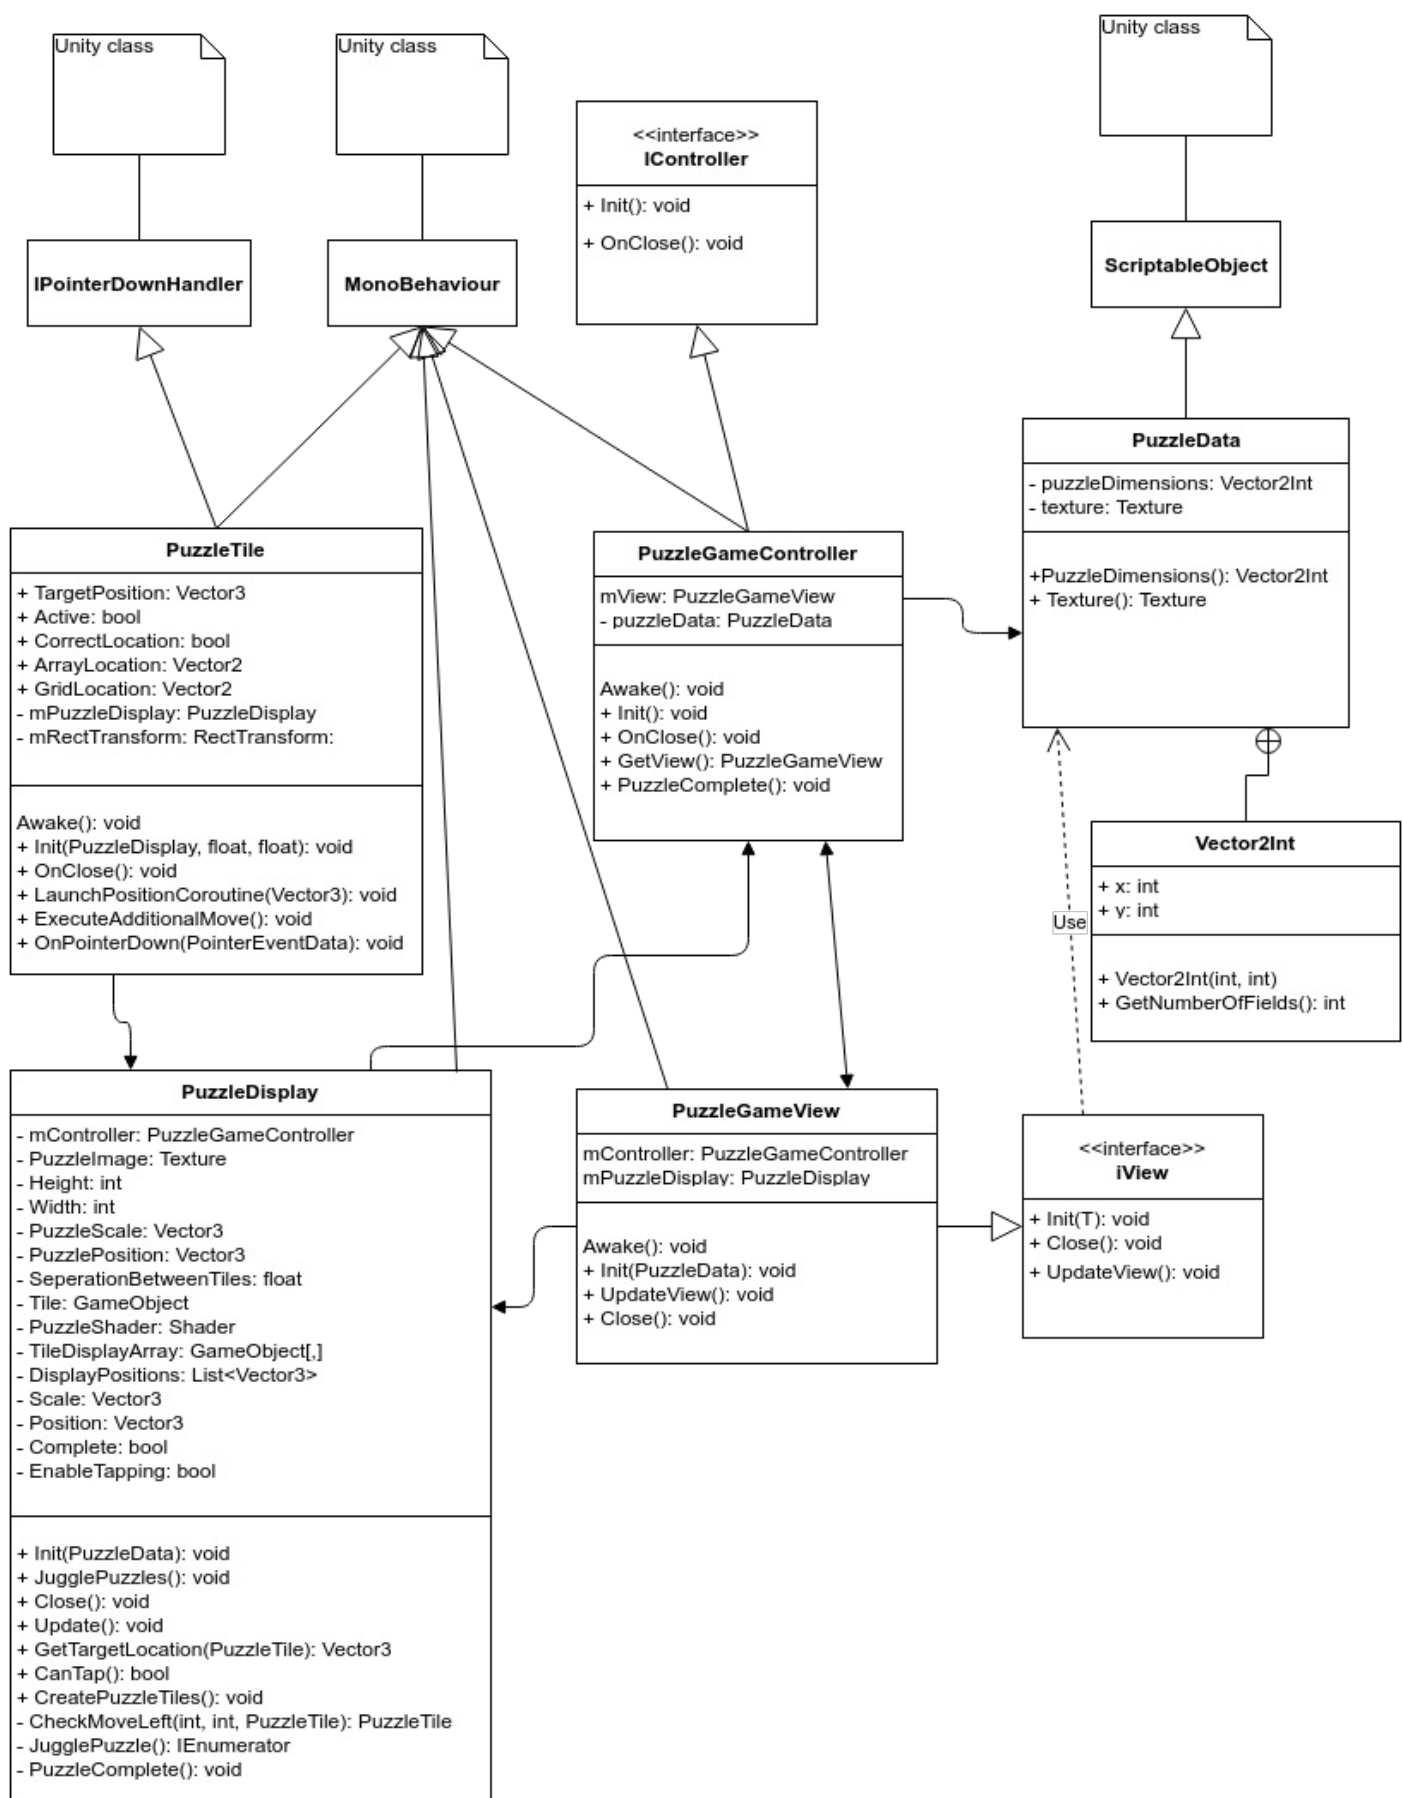 Unity class
Unity class
Unity class
<<interface>>
IController
+ Init(): void
+ OnClose(): void
IPointerDownHandler
MonoBehaviour
ScriptableObject
PuzzleData
- puzzleDimensions: Vector2Int
- texture: Texture
+PuzzleDimensions(): Vector2Int
+ Texture(): Texture
PuzzleTile
+ TargetPosition: Vector3
+ Active: bool
+ CorrectLocation: bool
+ ArrayLocation: Vector2
+ GridLocation: Vector2
- mPuzzleDisplay: PuzzleDisplay
- mRectTransform: RectTransform:
Awake(): void
+ Init(PuzzleDisplay, float, float): void
+ OnClose(): void
+ LaunchPositionCoroutine(Vector3): void
+ ExecuteAdditionalMove(): void
+ OnPointerDown(PointerEventData): void
PuzzleGameController
mView: PuzzleGameView
- puzzleData: PuzzleData
Awake(): void
+ Init(): void
+ OnClose(): void
+ GetView(): PuzzleGameView
+ PuzzleComplete(): void
Vector2Int
+ x: int
+ y: int
+ Vector2Int(int, int)
+ GetNumberOfFields(): int
Use
PuzzleDisplay
- mController: PuzzleGameController
- PuzzleImage: Texture
- Height: int
- Width: int
- PuzzleScale: Vector3
- PuzzlePosition: Vector3
- SeperationBetweenTiles: float
- Tile: GameObject
- PuzzleShader: Shader
- TileDisplayArray: GameObject[,]
- DisplayPositions: List<Vector3>
- Scale: Vector3
- Position: Vector3
- Complete: bool
- EnableTapping: bool
+ Init(PuzzleData): void
+ JugglePuzzles(): void
+ Close(): void
+ Update(): void
+ GetTargetLocation(PuzzleTile): Vector3
+ CanTap(): bool
+ CreatePuzzleTiles(): void
- CheckMoveLeft(int, int, PuzzleTile): PuzzleTile
- JugglePuzzle(): IEnumerator
- PuzzleComplete(): void
PuzzleGameView
mController: PuzzleGameController
mPuzzleDisplay: PuzzleDisplay
Awake(): void
+ Init(PuzzleData): void
+ UpdateView(): void
+ Close(): void
<<interface>>
iView
+ Init(T): void
+ Close(): void
+ UpdateView(): void